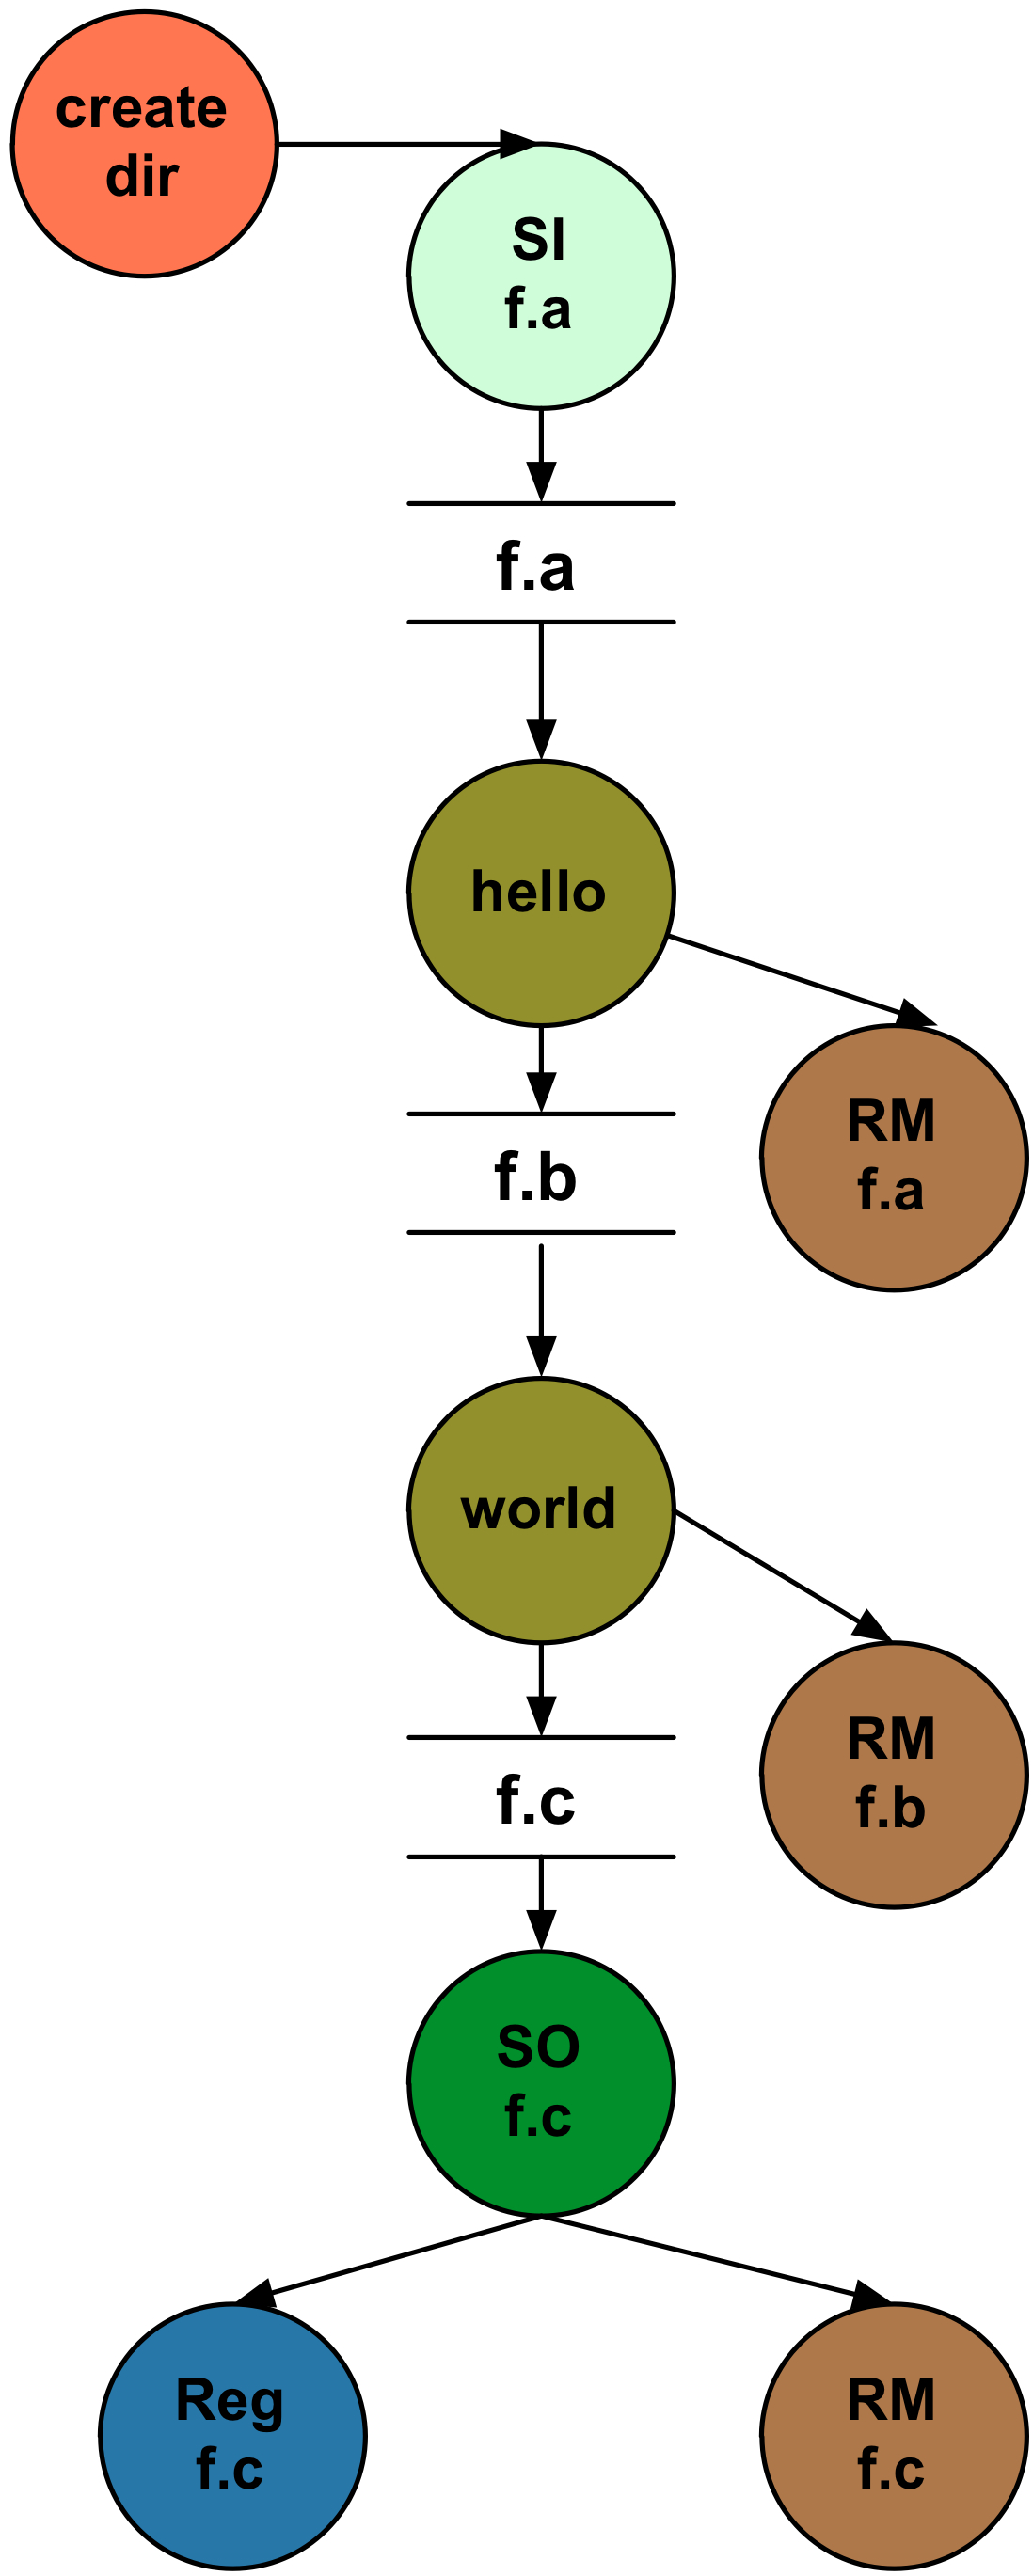 create
dir
SI
f.a
f.a
hello
RM
f.a
f.b
world
RM
f.b
f.c
SO
f.c
Reg
f.c
RM
f.c